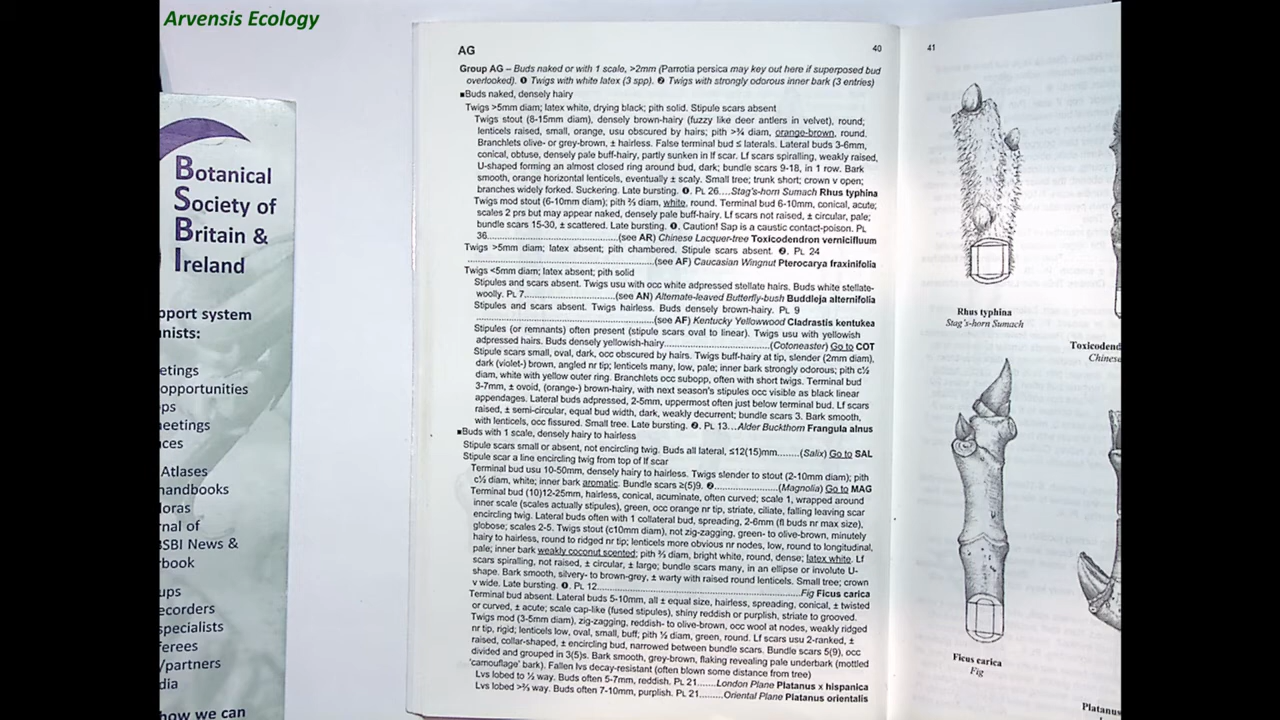 Arvensis Ecology
Botanical
Society of
Britain &
Ireland
pport system
nists:
etings
opportunities
ps
neetings
ces
Atlases
handbooks
loras
nal of
BSBI News &
rbook
ups
ecorders
specialists
erees
/partners
dia
how we can
AG
40
Group AG – Buds naked or with 1 scale, >2mm (Parrotia persica may key out here if superposed bud
overlooked). ❶ Twigs with white latex (3 spp). ❷ Twigs with strongly odorous inner bark (3 entries)
■Buds naked, densely hairy
Twigs >5mm diam; latex white, drying black; pith solid. Stipule scars absent
Twigs stout (8-15mm diam), densely brown-hairy (fuzzy like deer antlers in velvet), round;
lenticels raised, small, orange, usu obscured by hairs; pith >¾ diam, orange-brown, round.
Branchlets olive- or grey-brown, ± hairless. False terminal bud ≤ laterals. Lateral buds 3-6mm,
conical, obtuse, densely pale buff-hairy, partly sunken in lf scar. Lf scars spiralling, weakly raised,
U-shaped forming an almost closed ring around bud, dark; bundle scars 9-18, in 1 row. Bark
smooth, orange horizontal lenticels, eventually ± scaly. Small tree; trunk short; crown v open;
branches widely forked. Suckering. Late bursting. ❶. PL 26....Stag's-horn Sumach Rhus typhina
Twigs mod stout (6-10mm diam); pith ⅔ diam, white, round. Terminal bud 6-10mm, conical, acute;
scales 2 prs but may appear naked, densely pale buff-hairy. Lf scars not raised, ± circular, pale;
bundle scars 15-30, ± scattered. Late bursting. ❶. Caution! Sap is a caustic contact-poison. PL
36.......................................(see AR) Chinese Lacquer-tree Toxicodendron vernicifluum
Twigs >5mm diam; latex absent; pith chambered. Stipule scars absent. ❷. PL 24
........................................................(see AF) Caucasian Wingnut Pterocarya fraxinifolia
Twigs <5mm diam; latex absent; pith solid
Stipules and scars absent. Twigs usu with occ white adpressed stellate hairs. Buds white stellate-
woolly. PL 7...........................(see AN) Alternate-leaved Butterfly-bush Buddleja alternifolia
Stipules and scars absent. Twigs hairless. Buds densely brown-hairy. PL 9
......................................................(see AF) Kentucky Yellowwood Cladrastis kentukea
Stipules (or remnants) often present (stipule scars oval to linear). Twigs usu with yellowish
adpressed hairs. Buds densely yellowish-hairy................................(Cotoneaster) Go to COT
Stipule scars small, oval, dark, occ obscured by hairs. Twigs buff-hairy at tip, slender (2mm diam),
dark (violet-) brown, angled nr tip; lenticels many, low, pale; inner bark strongly odorous; pith c½
diam, white with yellow outer ring. Branchlets occ subopp, often with short twigs. Terminal bud
3-7mm, ± ovoid, (orange-) brown-hairy, with next season's stipules occ visible as black linear
appendages. Lateral buds adpressed, 2-5mm, uppermost often just below terminal bud. Lf scars
raised, ± semi-circular, equal bud width, dark, weakly decurrent; bundle scars 3. Bark smooth,
with lenticels, occ fissured. Small tree. Late bursting. ❷. PL 13...Alder Buckthorn Frangula alnus
■Buds with 1 scale, densely hairy to hairless
Stipule scars small or absent, not encircling twig. Buds all lateral, ≤12(15)mm........(Salix) Go to SAL
Stipule scar a line encircling twig from top of lf scar
Terminal bud usu 10-50mm, densely hairy to hairless. Twigs slender to stout (2-10mm diam); pith
c½ diam, white; inner bark aromatic. Bundle scars ≥(5)9. ❷......................(Magnolia) Go to MAG
Terminal bud (10)12-25mm, hairless, conical, acuminate, often curved; scale 1, wrapped around
inner scale (scales actually stipules), green, occ orange nr tip, striate, ciliate, falling leaving scar
encircling twig. Lateral buds often with 1 collateral bud, spreading, 2-6mm (fl buds nr max size),
globose; scales 2-5. Twigs stout (c10mm diam), not zig-zagging, green- to olive-brown, minutely
hairy to hairless, round to ridged nr tip; lenticels more obvious nr nodes, low, round to longitudinal,
pale; inner bark weakly coconut scented; pith ⅔ diam, bright white, round, dense; latex white. Lf
scars spiralling, not raised, ± circular, ± large; bundle scars many, in an ellipse or involute U-
shape. Bark smooth, silvery- to brown-grey, ± warty with raised round lenticels. Small tree; crown
v wide. Late bursting. ❶. PL 12............................................................Fig Ficus carica
Terminal bud absent. Lateral buds 5-10mm, all ± equal size, hairless, spreading, conical, ± twisted
or curved, ± acute; scale cap-like (fused stipules), shiny reddish or purplish, striate to grooved.
Twigs mod (3-5mm diam), zig-zagging, reddish- to olive-brown, occ wool at nodes, weakly ridged
nr tip, rigid; lenticels low, oval, small, buff; pith ½ diam, green, round. Lf scars usu 2-ranked, ±
raised, collar-shaped, ± encircling bud, narrowed between bundle scars. Bundle scars 5(9), occ
divided and grouped in 3(5)s. Bark smooth, grey-brown, flaking revealing pale underbark (mottled
'camouflage' bark). Fallen lvs decay-resistant (often blown some distance from tree)
Lvs lobed to ½ way. Buds often 5-7mm, reddish. PL 21.......London Plane Platanus x hispanica
Lvs lobed >⅔ way. Buds often 7-10mm, purplish. PL 21.........Oriental Plane Platanus orientalis
41
Rhus typhina
Stag's-horn Sumach
Toxicodend
Chinese
Ficus carica
Fig
Platanus